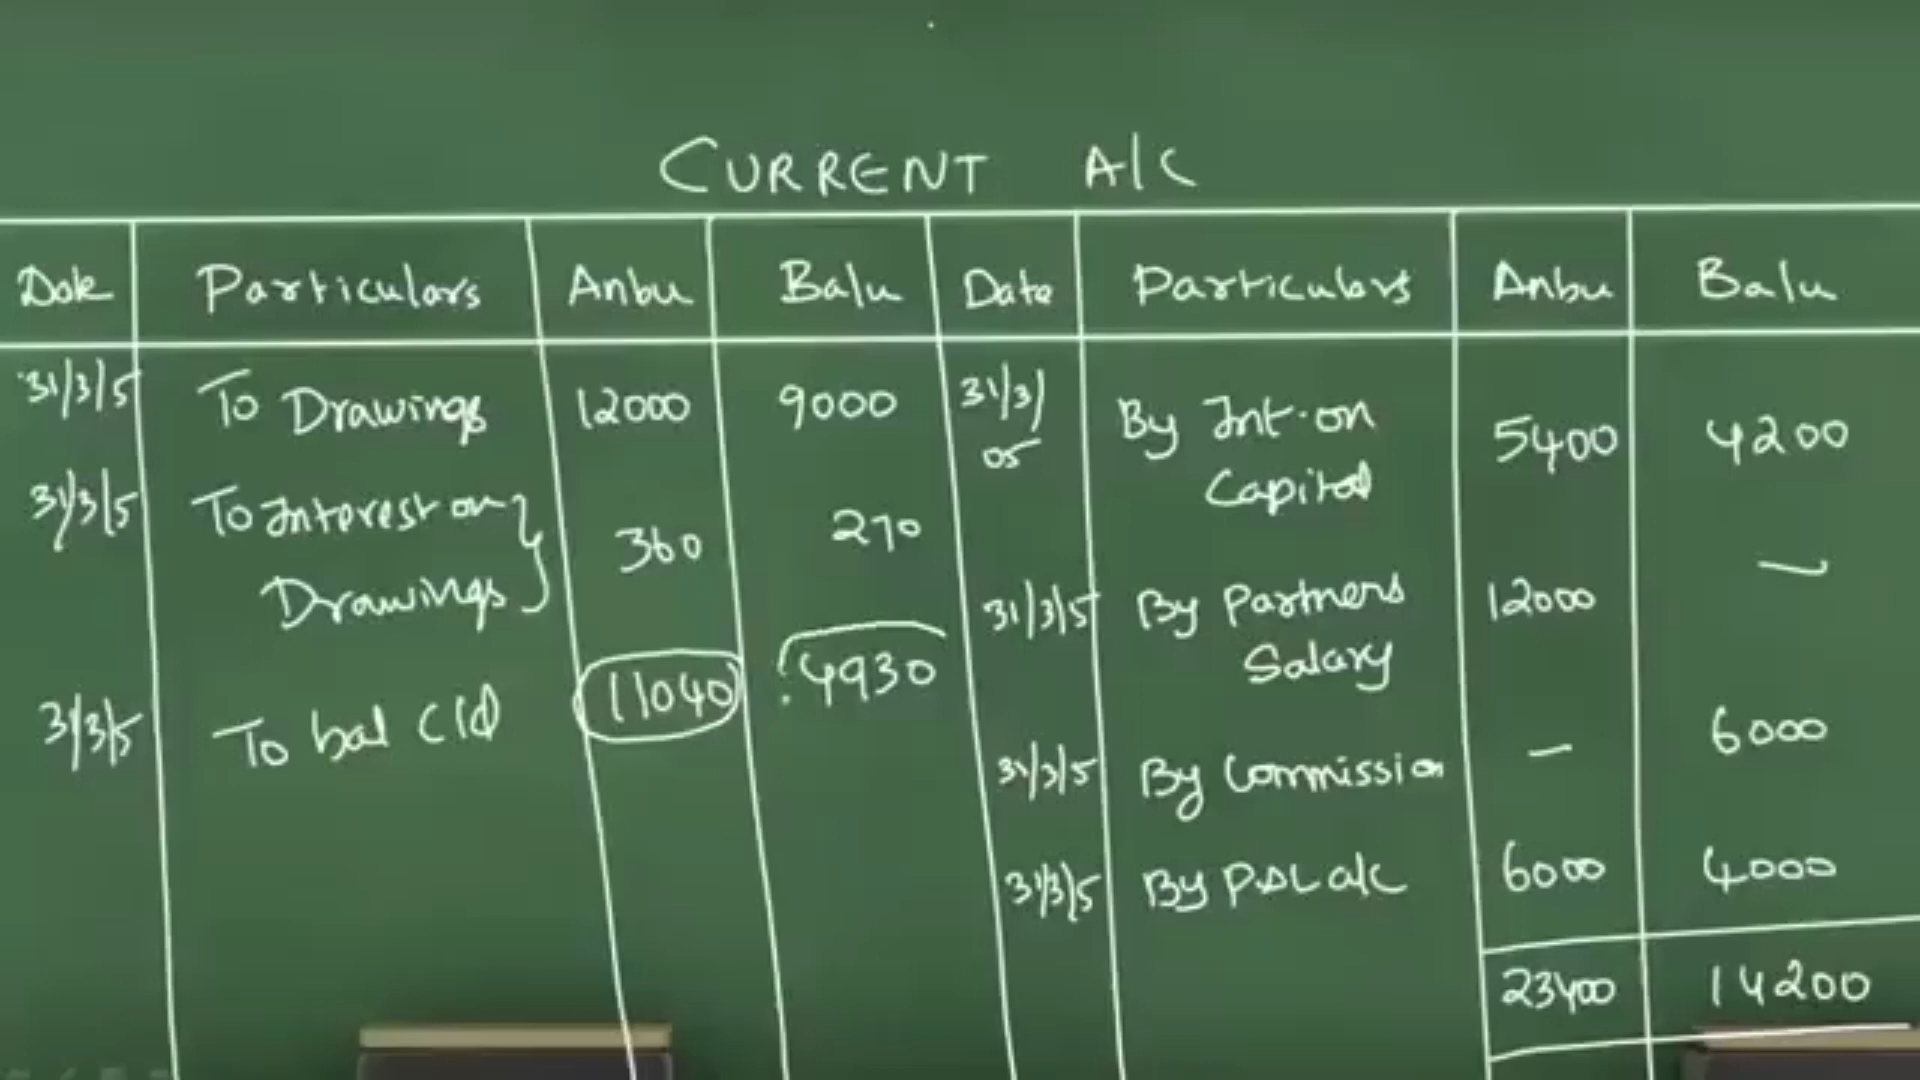 CURRENT A/C
Date Particulars Anbu Balu Date Particulars Anbu Balu
31/3/5 To Drawings 12000 9000 31/3/05 By Int. on Capital 5400 4200
31/3/5 To Interest on Drawings 360 270
31/3/5 By Partners Salary 12000 —
31/3/5 To bal c/d 11040 4930
31/3/5 By Commission — 6000
31/3/5 By P&L a/c 6000 4000
23400 14200